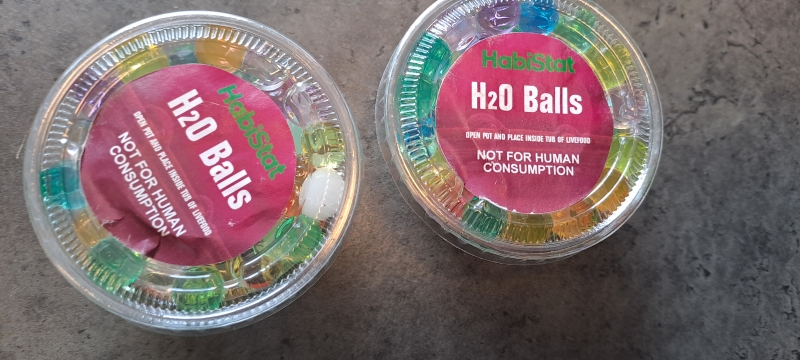 HabiStat
H2O Balls
OPEN POT AND PLACE INSIDE TUB OF LIVEFOOD
NOT FOR HUMAN
CONSUMPTION
HabiStat
H2O Balls
OPEN POT AND PLACE INSIDE TUB OF LIVEFOOD
NOT FOR HUMAN
CONSUMPTION